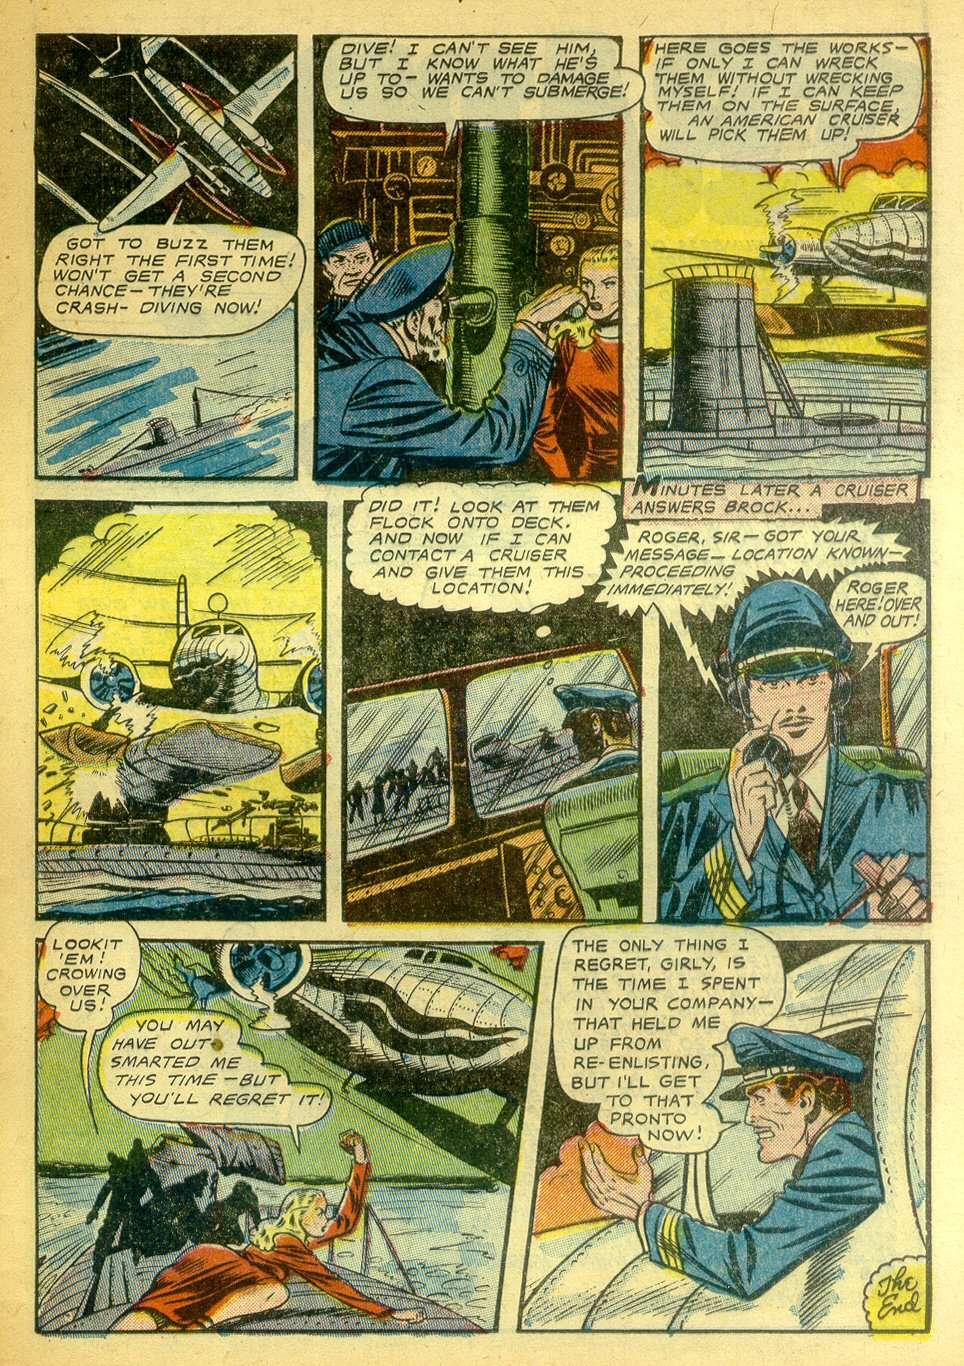 GOT TO BUZZ THEM
RIGHT THE FIRST TIME!
WON'T GET A SECOND
CHANCE—THEY'RE
CRASH-DIVING NOW!
DIVE! I CAN'T SEE HIM,
BUT I KNOW WHAT HE'S
UP TO—WANTS TO DAMAGE
US SO WE CAN'T SUBMERGE!
HERE GOES THE WORKS—
IF ONLY I CAN WRECK
THEM WITHOUT WRECKING
MYSELF! IF I CAN KEEP
THEM ON THE SURFACE,
AN AMERICAN CRUISER
WILL PICK THEM UP!
DID IT! LOOK AT THEM
FLOCK ONTO DECK.
AND NOW IF I CAN
CONTACT A CRUISER
AND GIVE THEM THIS
LOCATION!
MINUTES LATER A CRUISER
ANSWERS BROCK...
ROGER, SIR—GOT YOUR
MESSAGE—LOCATION KNOWN—
PROCEEDING
IMMEDIATELY!
ROGER
HERE! OVER
AND OUT!
LOOKIT
'EM!
CROWING
OVER
US!
YOU MAY
HAVE OUT
SMARTED ME
THIS TIME—BUT
YOU'LL REGRET IT!
THE ONLY THING I
REGRET, GIRLY, IS
THE TIME I SPENT
IN YOUR COMPANY—
THAT HELD ME
UP FROM
RE-ENLISTING,
BUT I'LL GET
TO THAT
PRONTO
NOW!
The
End